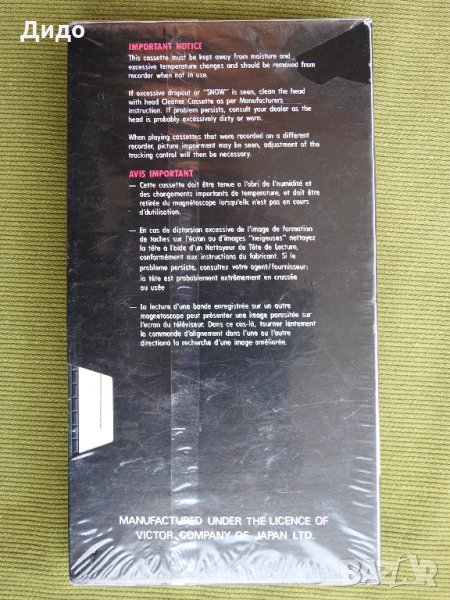 Дидо
IMPORTANT NOTICE
This cassette must be kept away from moisture and
excessive temperature changes and should be removed from
recorder when not in use.
If excessive dropout or "SNOW" is seen, clean the head
with head Cleaner Cassette as per Manufacturers
instruction. If problem persists, consult your dealer as the
head is probably excessively dirty or worn.
When playing cassettes that were recorded on a different
recorder, picture impairment may be seen, adjustment of the
tracking control will then be necessary.
AVIS IMPORTANT
— Cette cassette doit être tenue a l'abri de l'humidité et
des changements importants de temperature, et doit être
retirée du magnétoscope lorsqu'elle n'est pas en cours
d'dutilisation.
— En cas de distorsion excessive de l'image de formation
de taches sur l'écran ou d'images "neigeuses" nettoyez
la tête à l'aide d'un Nettoyeur de Tête de Lecture,
conformément aux instructions du fabricant. Si le
problème persiste, consultez votre agent/fournisseur;
la tête est probablement extrêmement en crassée
ou usée
— La lecture d'une bande enregistrée sur un autre
magnetoscope peut présenter une image parasitée sur
l'ecran du téléviseur. Dans ce cas-là, tourner lentement
le commande d'alignement dans l'une ou l'autre
directionà la recherche d'une image améliorée.
MANUFACTURED UNDER THE LICENCE OF
VICTOR COMPANY OF JAPAN LTD.
BAZAR